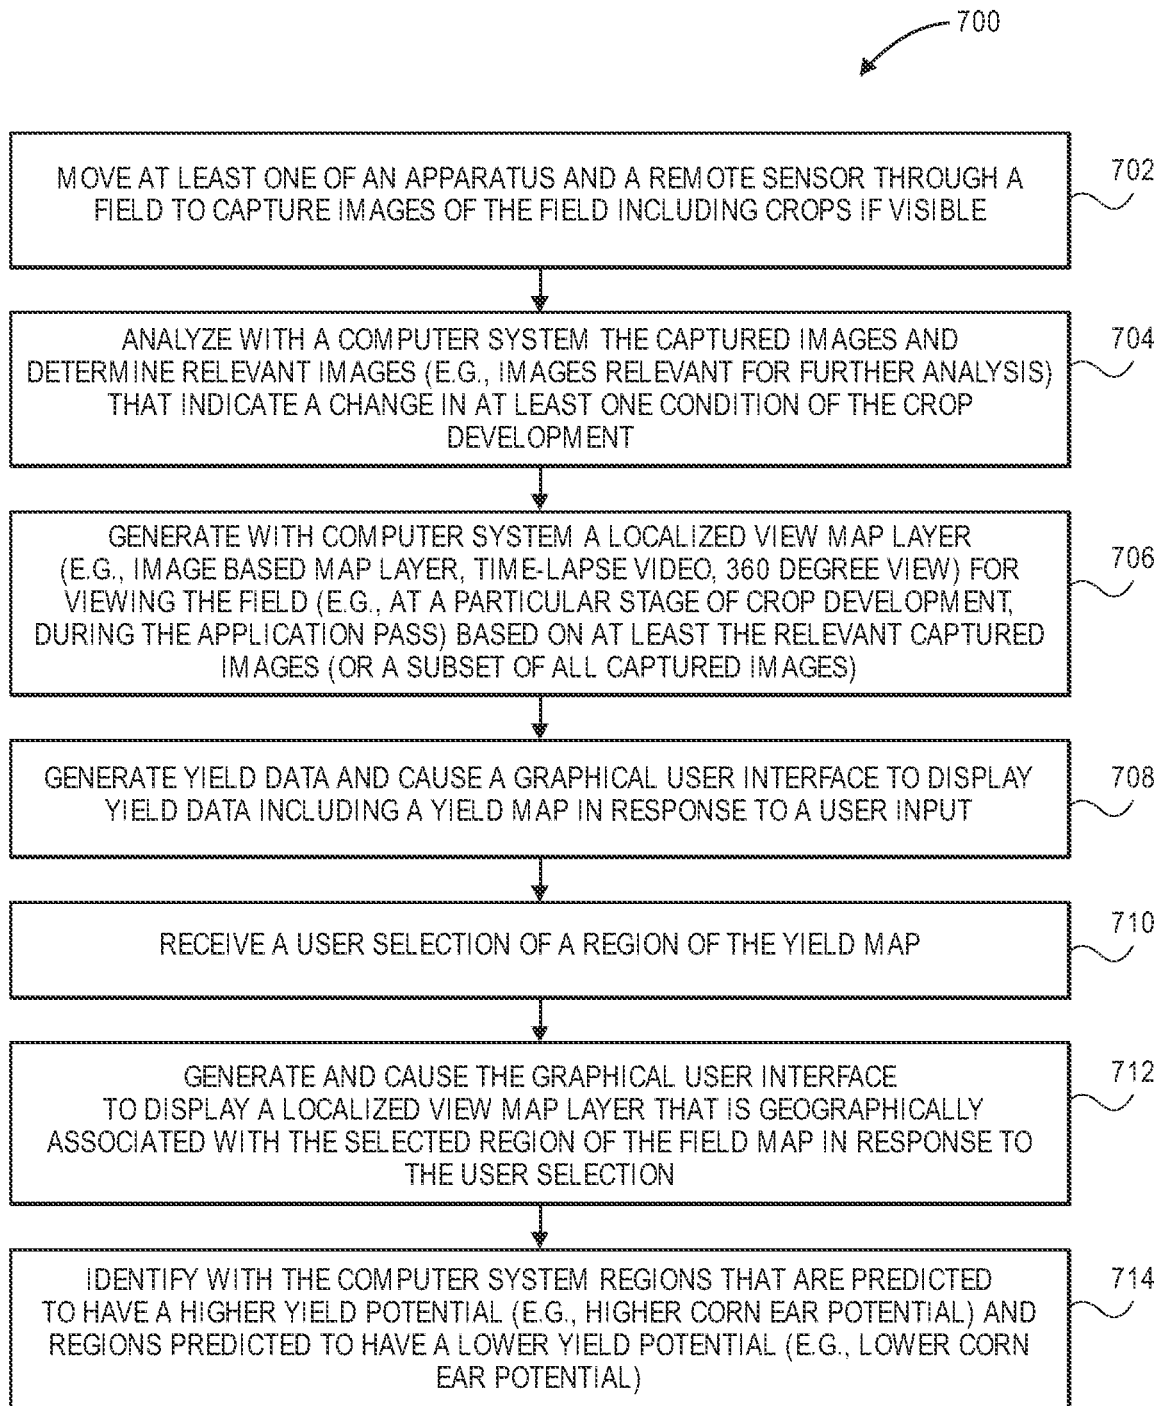 700
MOVE AT LEAST ONE OF AN APPARATUS AND A REMOTE SENSOR THROUGH A
FIELD TO CAPTURE IMAGES OF THE FIELD INCLUDING CROPS IF VISIBLE
702
ANALYZE WITH A COMPUTER SYSTEM THE CAPTURED IMAGES AND
DETERMINE RELEVANT IMAGES (E.G., IMAGES RELEVANT FOR FURTHER ANALYSIS)
THAT INDICATE A CHANGE IN AT LEAST ONE CONDITION OF THE CROP
DEVELOPMENT
704
GENERATE WITH COMPUTER SYSTEM A LOCALIZED VIEW MAP LAYER
(E.G., IMAGE BASED MAP LAYER, TIME-LAPSE VIDEO, 360 DEGREE VIEW) FOR
VIEWING THE FIELD (E.G., AT A PARTICULAR STAGE OF CROP DEVELOPMENT,
DURING THE APPLICATION PASS) BASED ON AT LEAST THE RELEVANT CAPTURED
IMAGES (OR A SUBSET OF ALL CAPTURED IMAGES)
706
GENERATE YIELD DATA AND CAUSE A GRAPHICAL USER INTERFACE TO DISPLAY
YIELD DATA INCLUDING A YIELD MAP IN RESPONSE TO A USER INPUT
708
RECEIVE A USER SELECTION OF A REGION OF THE YIELD MAP
710
GENERATE AND CAUSE THE GRAPHICAL USER INTERFACE
TO DISPLAY A LOCALIZED VIEW MAP LAYER THAT IS GEOGRAPHICALLY
ASSOCIATED WITH THE SELECTED REGION OF THE FIELD MAP IN RESPONSE TO
THE USER SELECTION
712
IDENTIFY WITH THE COMPUTER SYSTEM REGIONS THAT ARE PREDICTED
TO HAVE A HIGHER YIELD POTENTIAL (E.G., HIGHER CORN EAR POTENTIAL) AND
REGIONS PREDICTED TO HAVE A LOWER YIELD POTENTIAL (E.G., LOWER CORN
EAR POTENTIAL)
714